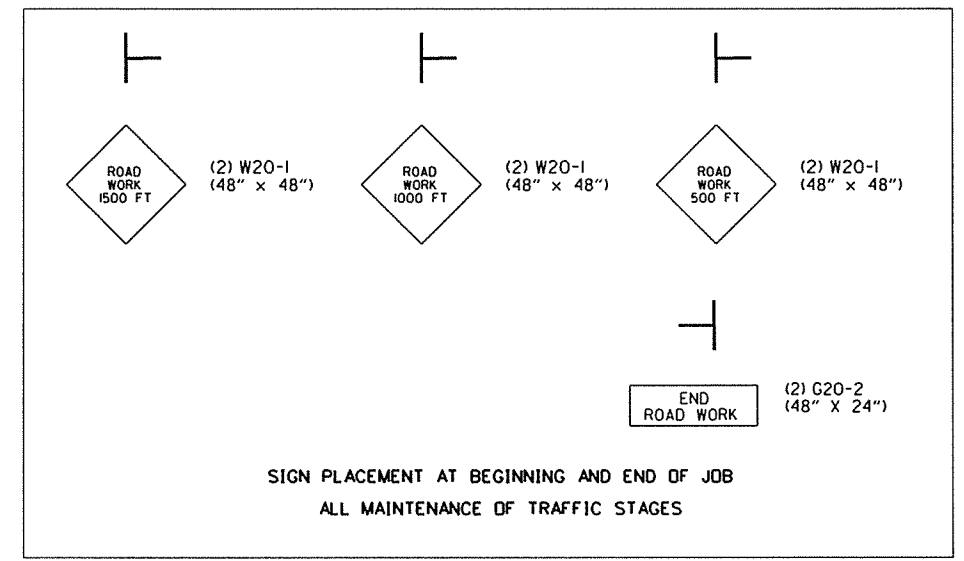 ROAD
WORK
1500 FT
(2) W20-1
(48" x 48")
ROAD
WORK
1000 FT
(2) W20-1
(48" x 48")
ROAD
WORK
500 FT
(2) W20-1
(48" x 48")
END
ROAD WORK
(2) G20-2
(48" X 24")
SIGN PLACEMENT AT BEGINNING AND END OF JOB
ALL MAINTENANCE OF TRAFFIC STAGES